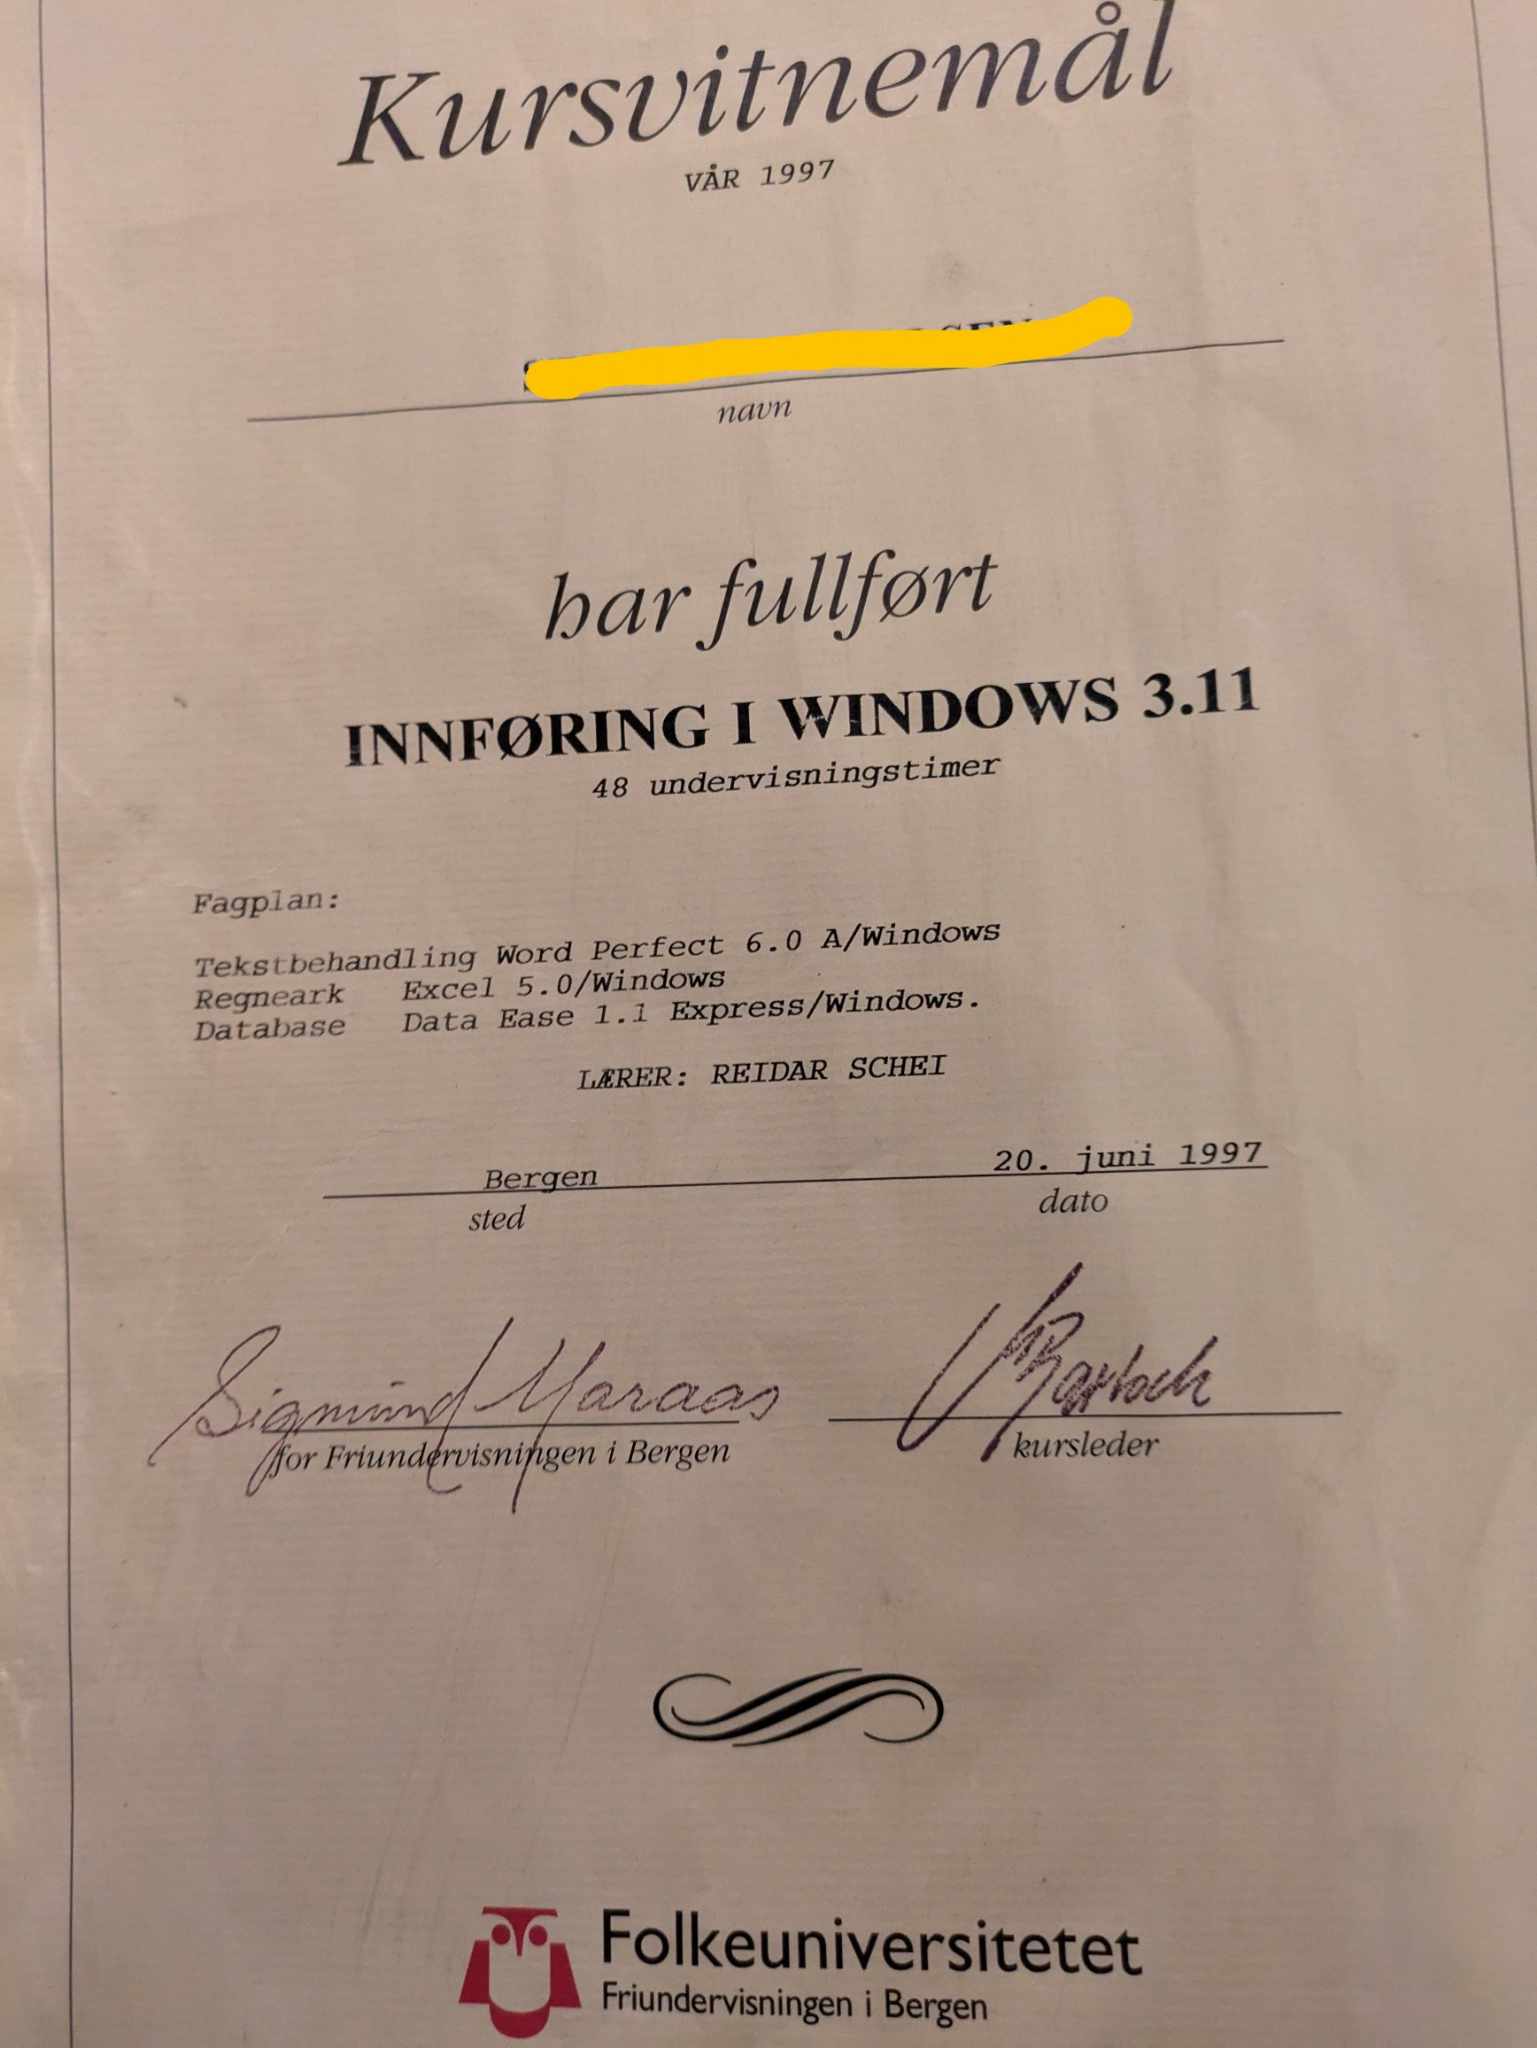 Kursvitnemål
VÅR 1997
navn
har fullført
INNFØRING I WINDOWS 3.11
48 undervisningstimer
Fagplan:
Tekstbehandling Word Perfect 6.0 A/Windows
Regneark Excel 5.0/Windows
Database Data Ease 1.1 Express/Windows.
LÆRER: REIDAR SCHEI
Bergen 20. juni 1997
sted dato
Sigmund Maraas
for Friundervisningen i Bergen kursleder
Folkeuniversitetet
Friundervisningen i Bergen